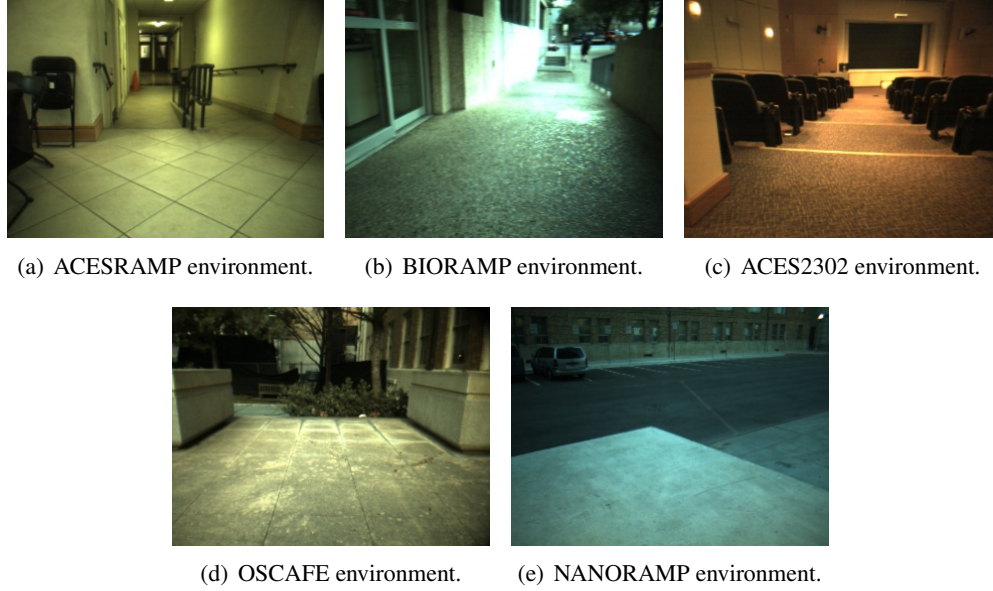 (a) ACESRAMP environment.
(b) BIORAMP environment.
(c) ACES2302 environment.
(d) OSCAFE environment.
(e) NANORAMP environment.